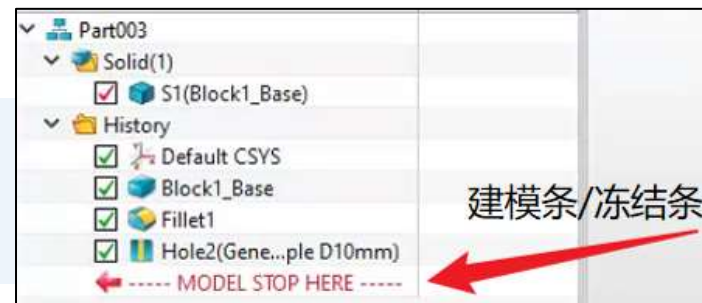 Part003
Solid(1)
S1(Block1_Base)
History
Default CSYS
Block1_Base
Fillet1
建模条/冻结条
Hole2(Gene...ple D10mm)
----- MODEL STOP HERE -----